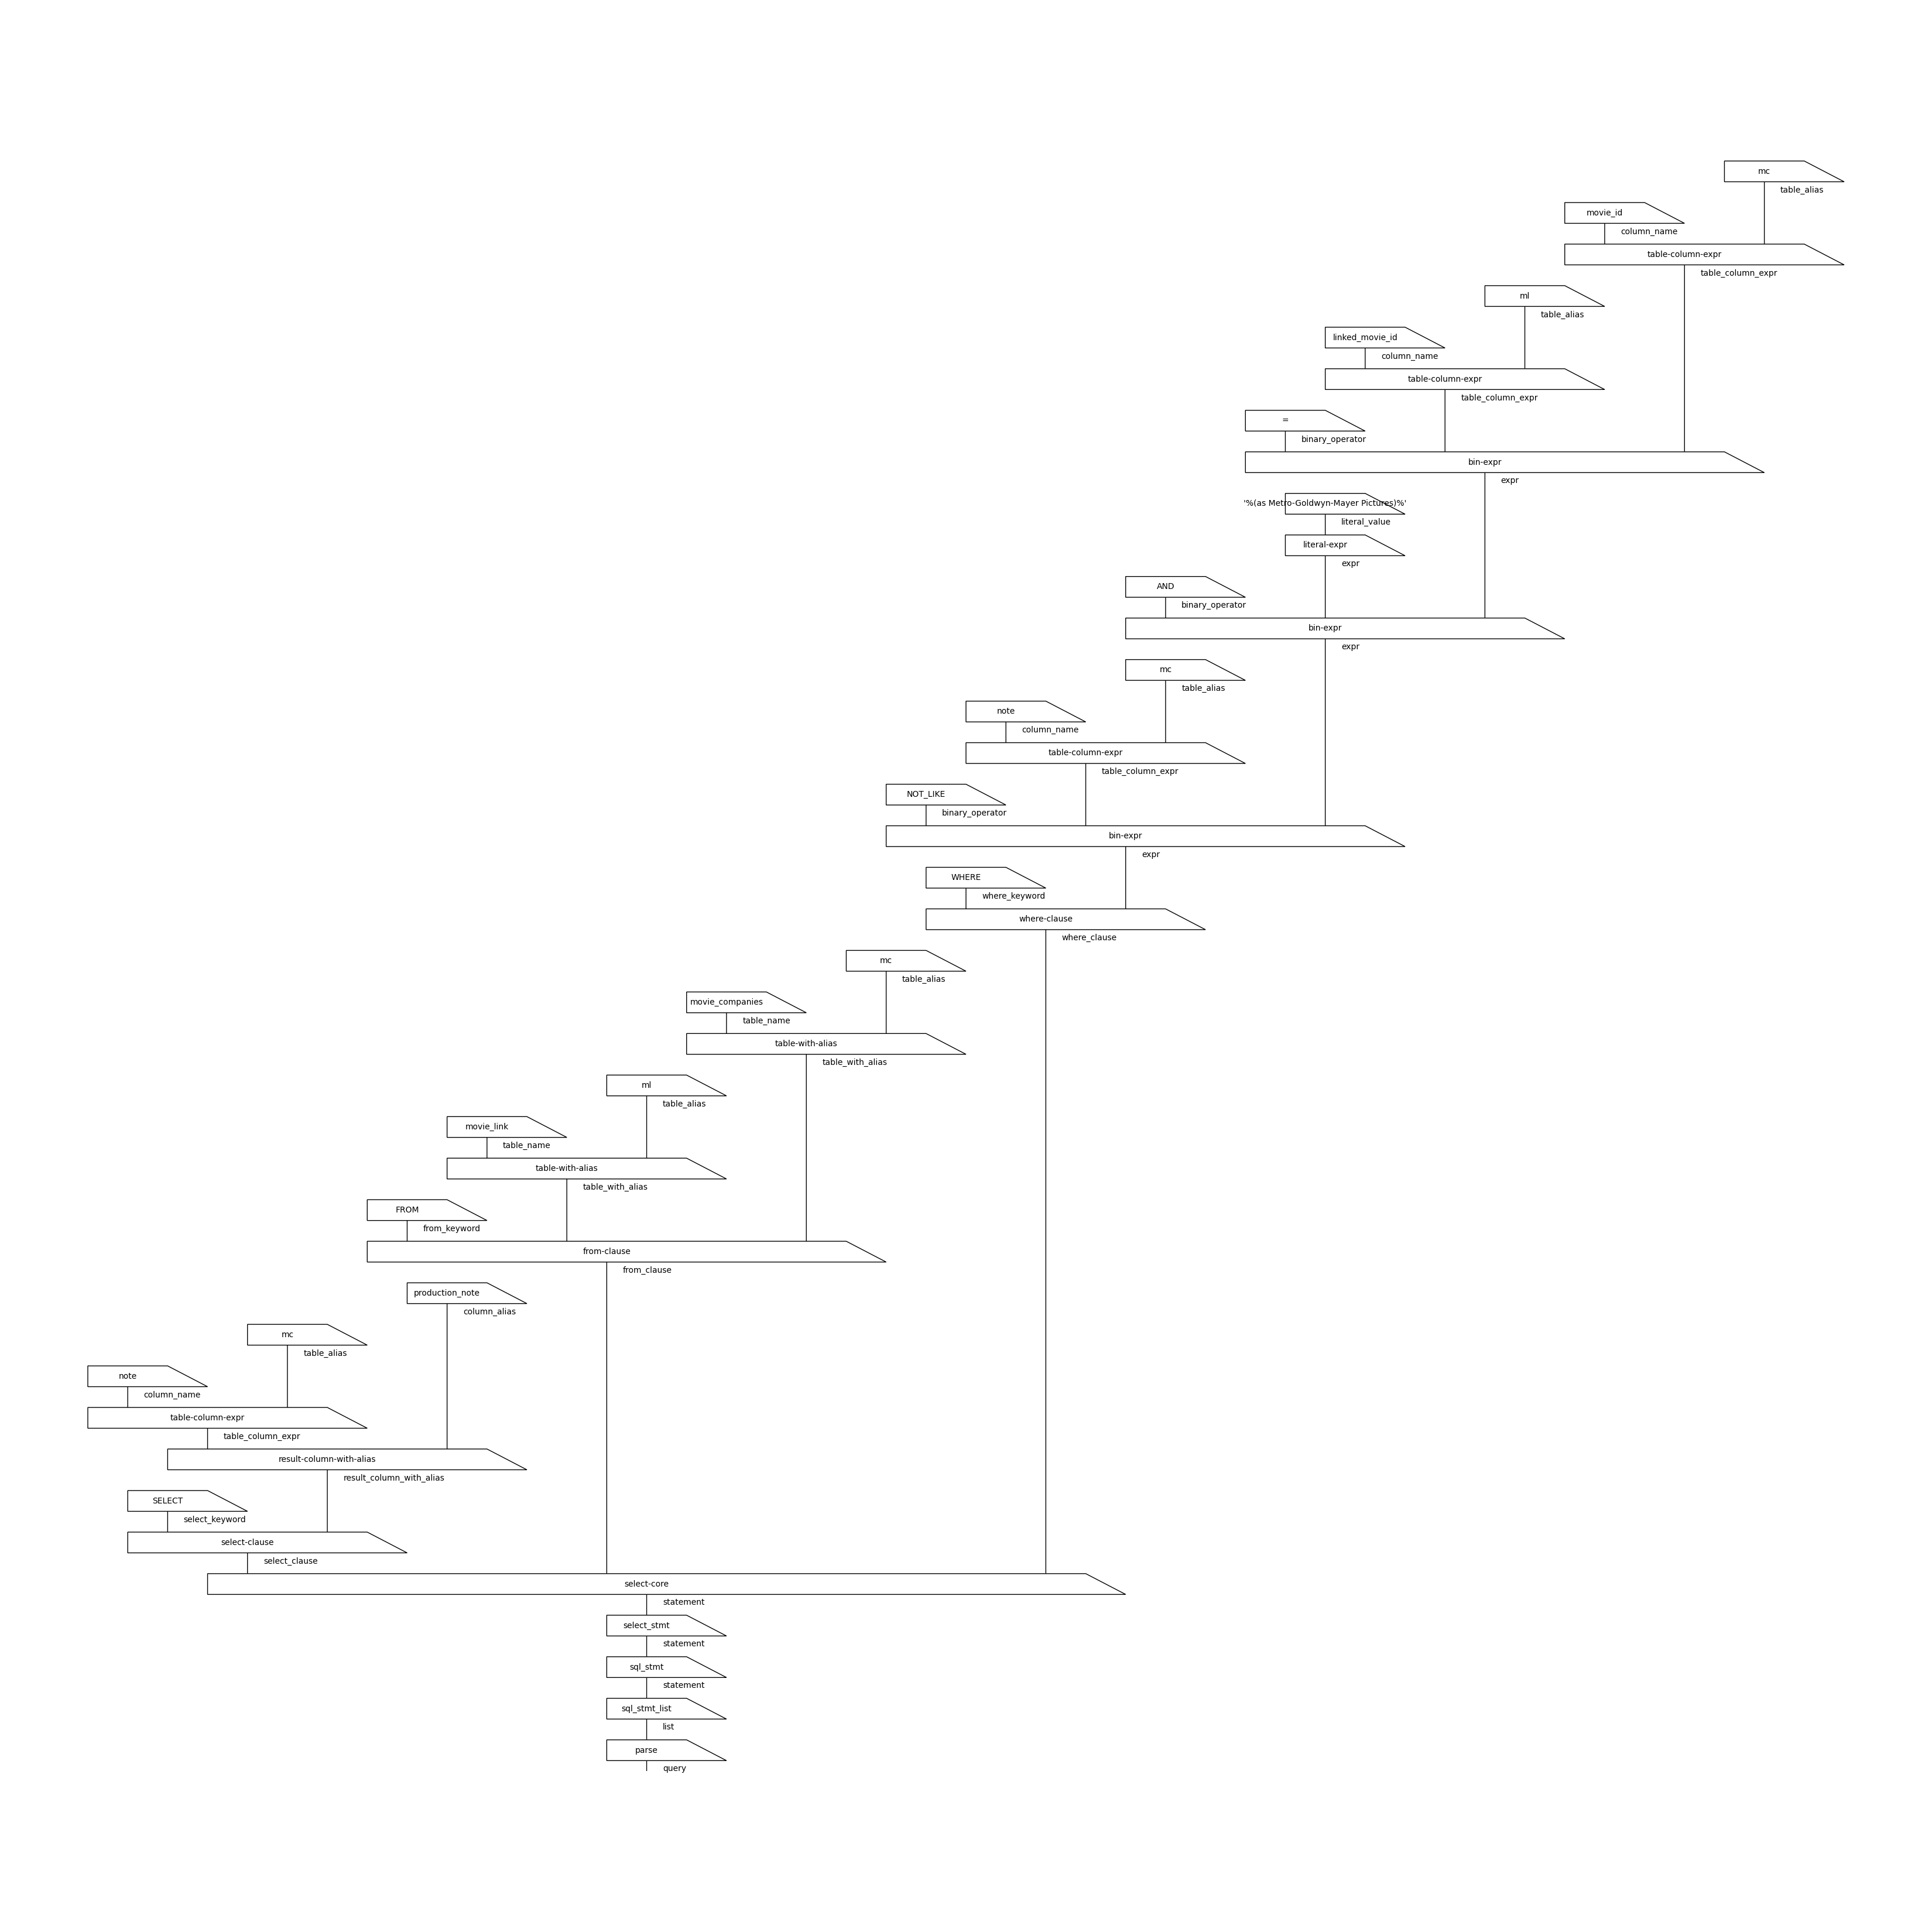 mc
table_alias
movie_id
column_name
table-column-expr
table_column_expr
ml
table_alias
linked_movie_id
column_name
table-column-expr
table_column_expr
=
binary_operator
bin-expr
expr
'%(as Metro-Goldwyn-Mayer Pictures)%'
literal_value
literal-expr
expr
AND
binary_operator
bin-expr
expr
mc
table_alias
note
column_name
table-column-expr
table_column_expr
NOT_LIKE
binary_operator
bin-expr
expr
WHERE
where_keyword
where-clause
where_clause
mc
table_alias
movie_companies
table_name
table-with-alias
table_with_alias
ml
table_alias
movie_link
table_name
table-with-alias
table_with_alias
FROM
from_keyword
from-clause
from_clause
production_note
column_alias
mc
table_alias
note
column_name
table-column-expr
table_column_expr
result-column-with-alias
result_column_with_alias
SELECT
select_keyword
select-clause
select_clause
select-core
statement
select_stmt
statement
sql_stmt
statement
sql_stmt_list
list
parse
query